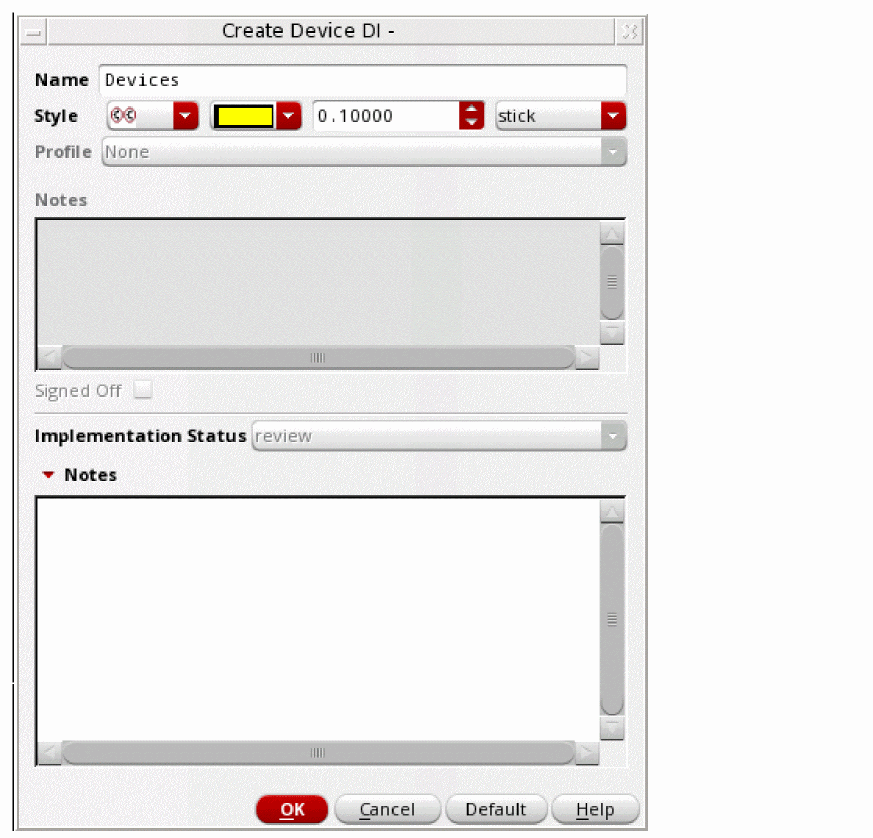 Create Device DI -
Name Devices
Style 0.10000 stick
Profile None
Notes
Signed Off
Implementation Status review
Notes
OK Cancel Default Help